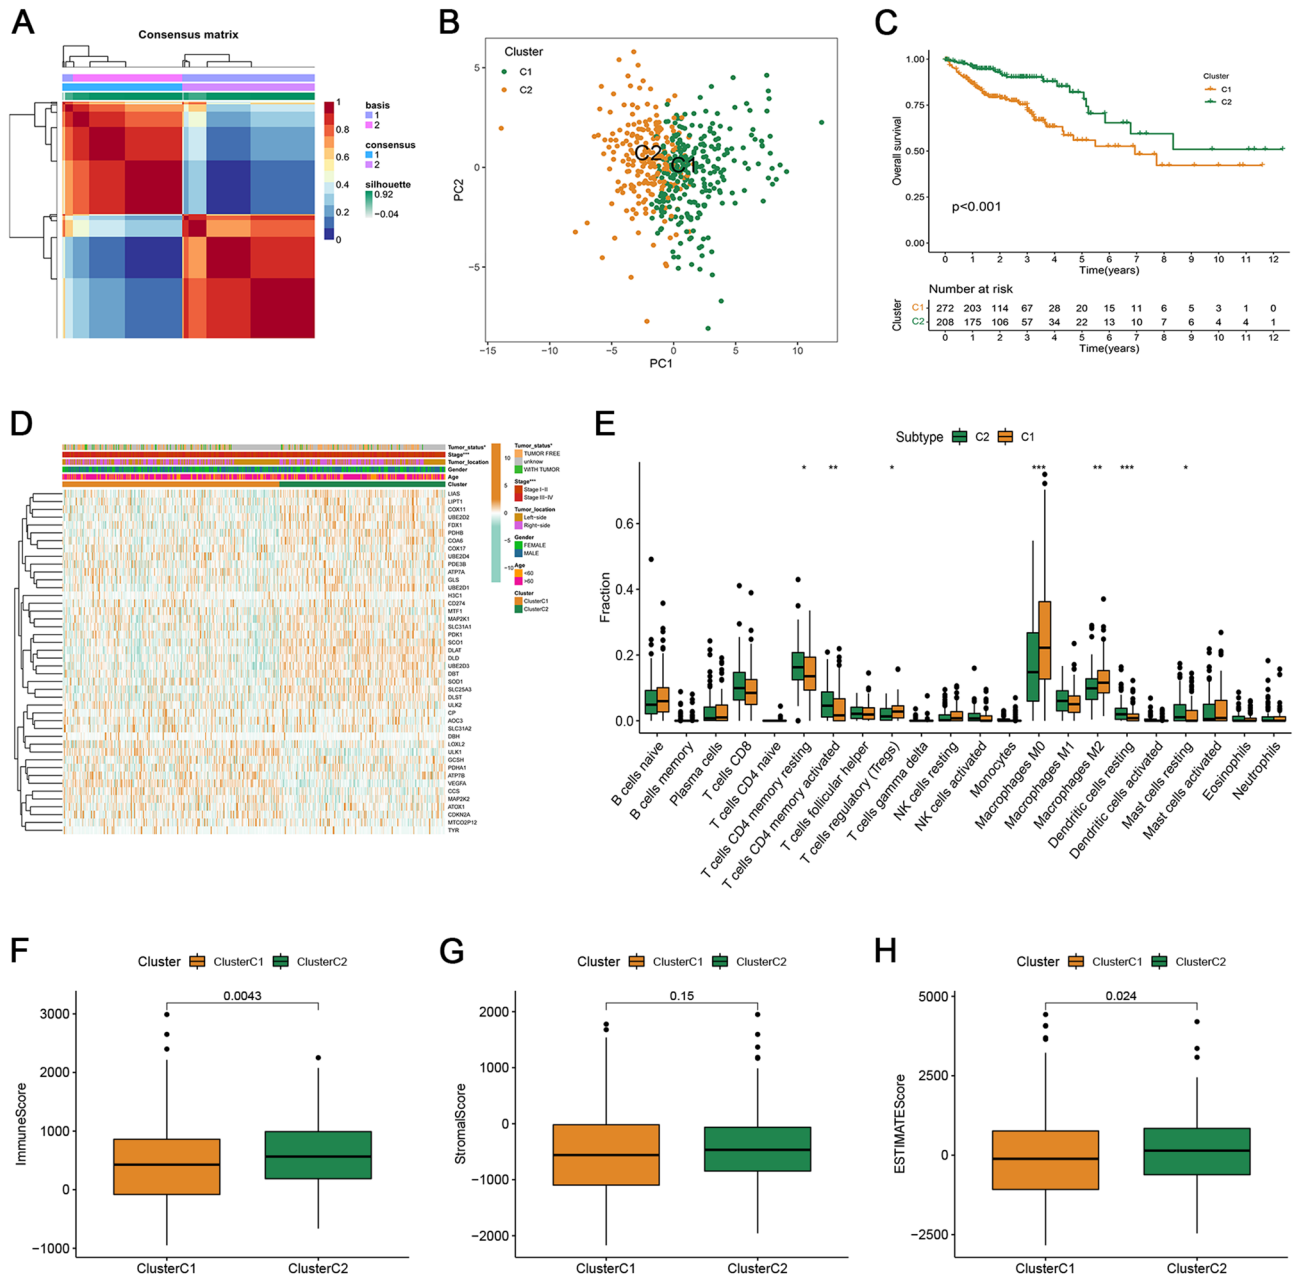 A
Consensus matrix
1
0.8
0.6
0.4
0.2
0
basis
1
2
consensus
1
2
silhouette
0.92
−0.04
B
Cluster
C1
C2
C2
C1
5
0
−5
PC2
−15
−10
−5
0
5
10
PC1
C
1.00
0.75
0.50
0.25
0.00
Overall survival
p<0.001
Cluster
C1
C2
0 1 2 3 4 5 6 7 8 9 10 11 12
Time(years)
Number at risk
Cluster
C1 272 203 114 67 28 20 15 11 6 5 3 1 0
C2 208 175 106 57 34 22 13 10 7 6 4 4 1
0 1 2 3 4 5 6 7 8 9 10 11 12
Time(years)
D
Tumor_status*
Stage***
Tumor_location
Gender
Age
Cluster
LIAS
LIPT1
COX11
UBE2D2
FDX1
PDHB
COA6
COX17
UBE2D4
PDE3B
ATP7A
GLS
UBE2D1
H3C1
CD274
MTF1
MAP2K1
SLC31A1
PDK1
SCO1
DLAT
DLD
UBE2D3
DBT
SOD1
SLC25A3
DLST
ULK2
CP
AOC3
SLC31A2
DBH
LOXL2
ULK1
GCSH
PDHA1
ATP7B
VEGFA
CCS
MAP2K2
ATOX1
CDKN2A
MTCO2P12
TYR
10
5
0
−5
−10
Tumor_status*
TUMOR FREE
unknow
WITH TUMOR
Stage***
Stage I-II
Stage III-IV
Tumor_location
Left-side
Right-side
Gender
FEMALE
MALE
Age
<60
>60
Cluster
ClusterC1
ClusterC2
E
Subtype C2 C1
* ** * *** ** *** *
0.6
0.4
0.2
0.0
Fraction
B cells naive
B cells memory
Plasma cells
T cells CD8
T cells CD4 naive
T cells CD4 memory resting
T cells CD4 memory activated
T cells follicular helper
T cells regulatory (Tregs)
T cells gamma delta
NK cells resting
NK cells activated
Monocytes
Macrophages M0
Macrophages M1
Macrophages M2
Dendritic cells resting
Dendritic cells activated
Mast cells resting
Mast cells activated
Eosinophils
Neutrophils
F
Cluster ClusterC1 ClusterC2
0.0043
3000
2000
1000
0
−1000
ImmuneScore
ClusterC1
ClusterC2
G
Cluster ClusterC1 ClusterC2
0.15
2000
1000
0
−1000
−2000
StromalScore
ClusterC1
ClusterC2
H
Cluster ClusterC1 ClusterC2
0.024
5000
2500
0
−2500
ESTIMATEScore
ClusterC1
ClusterC2